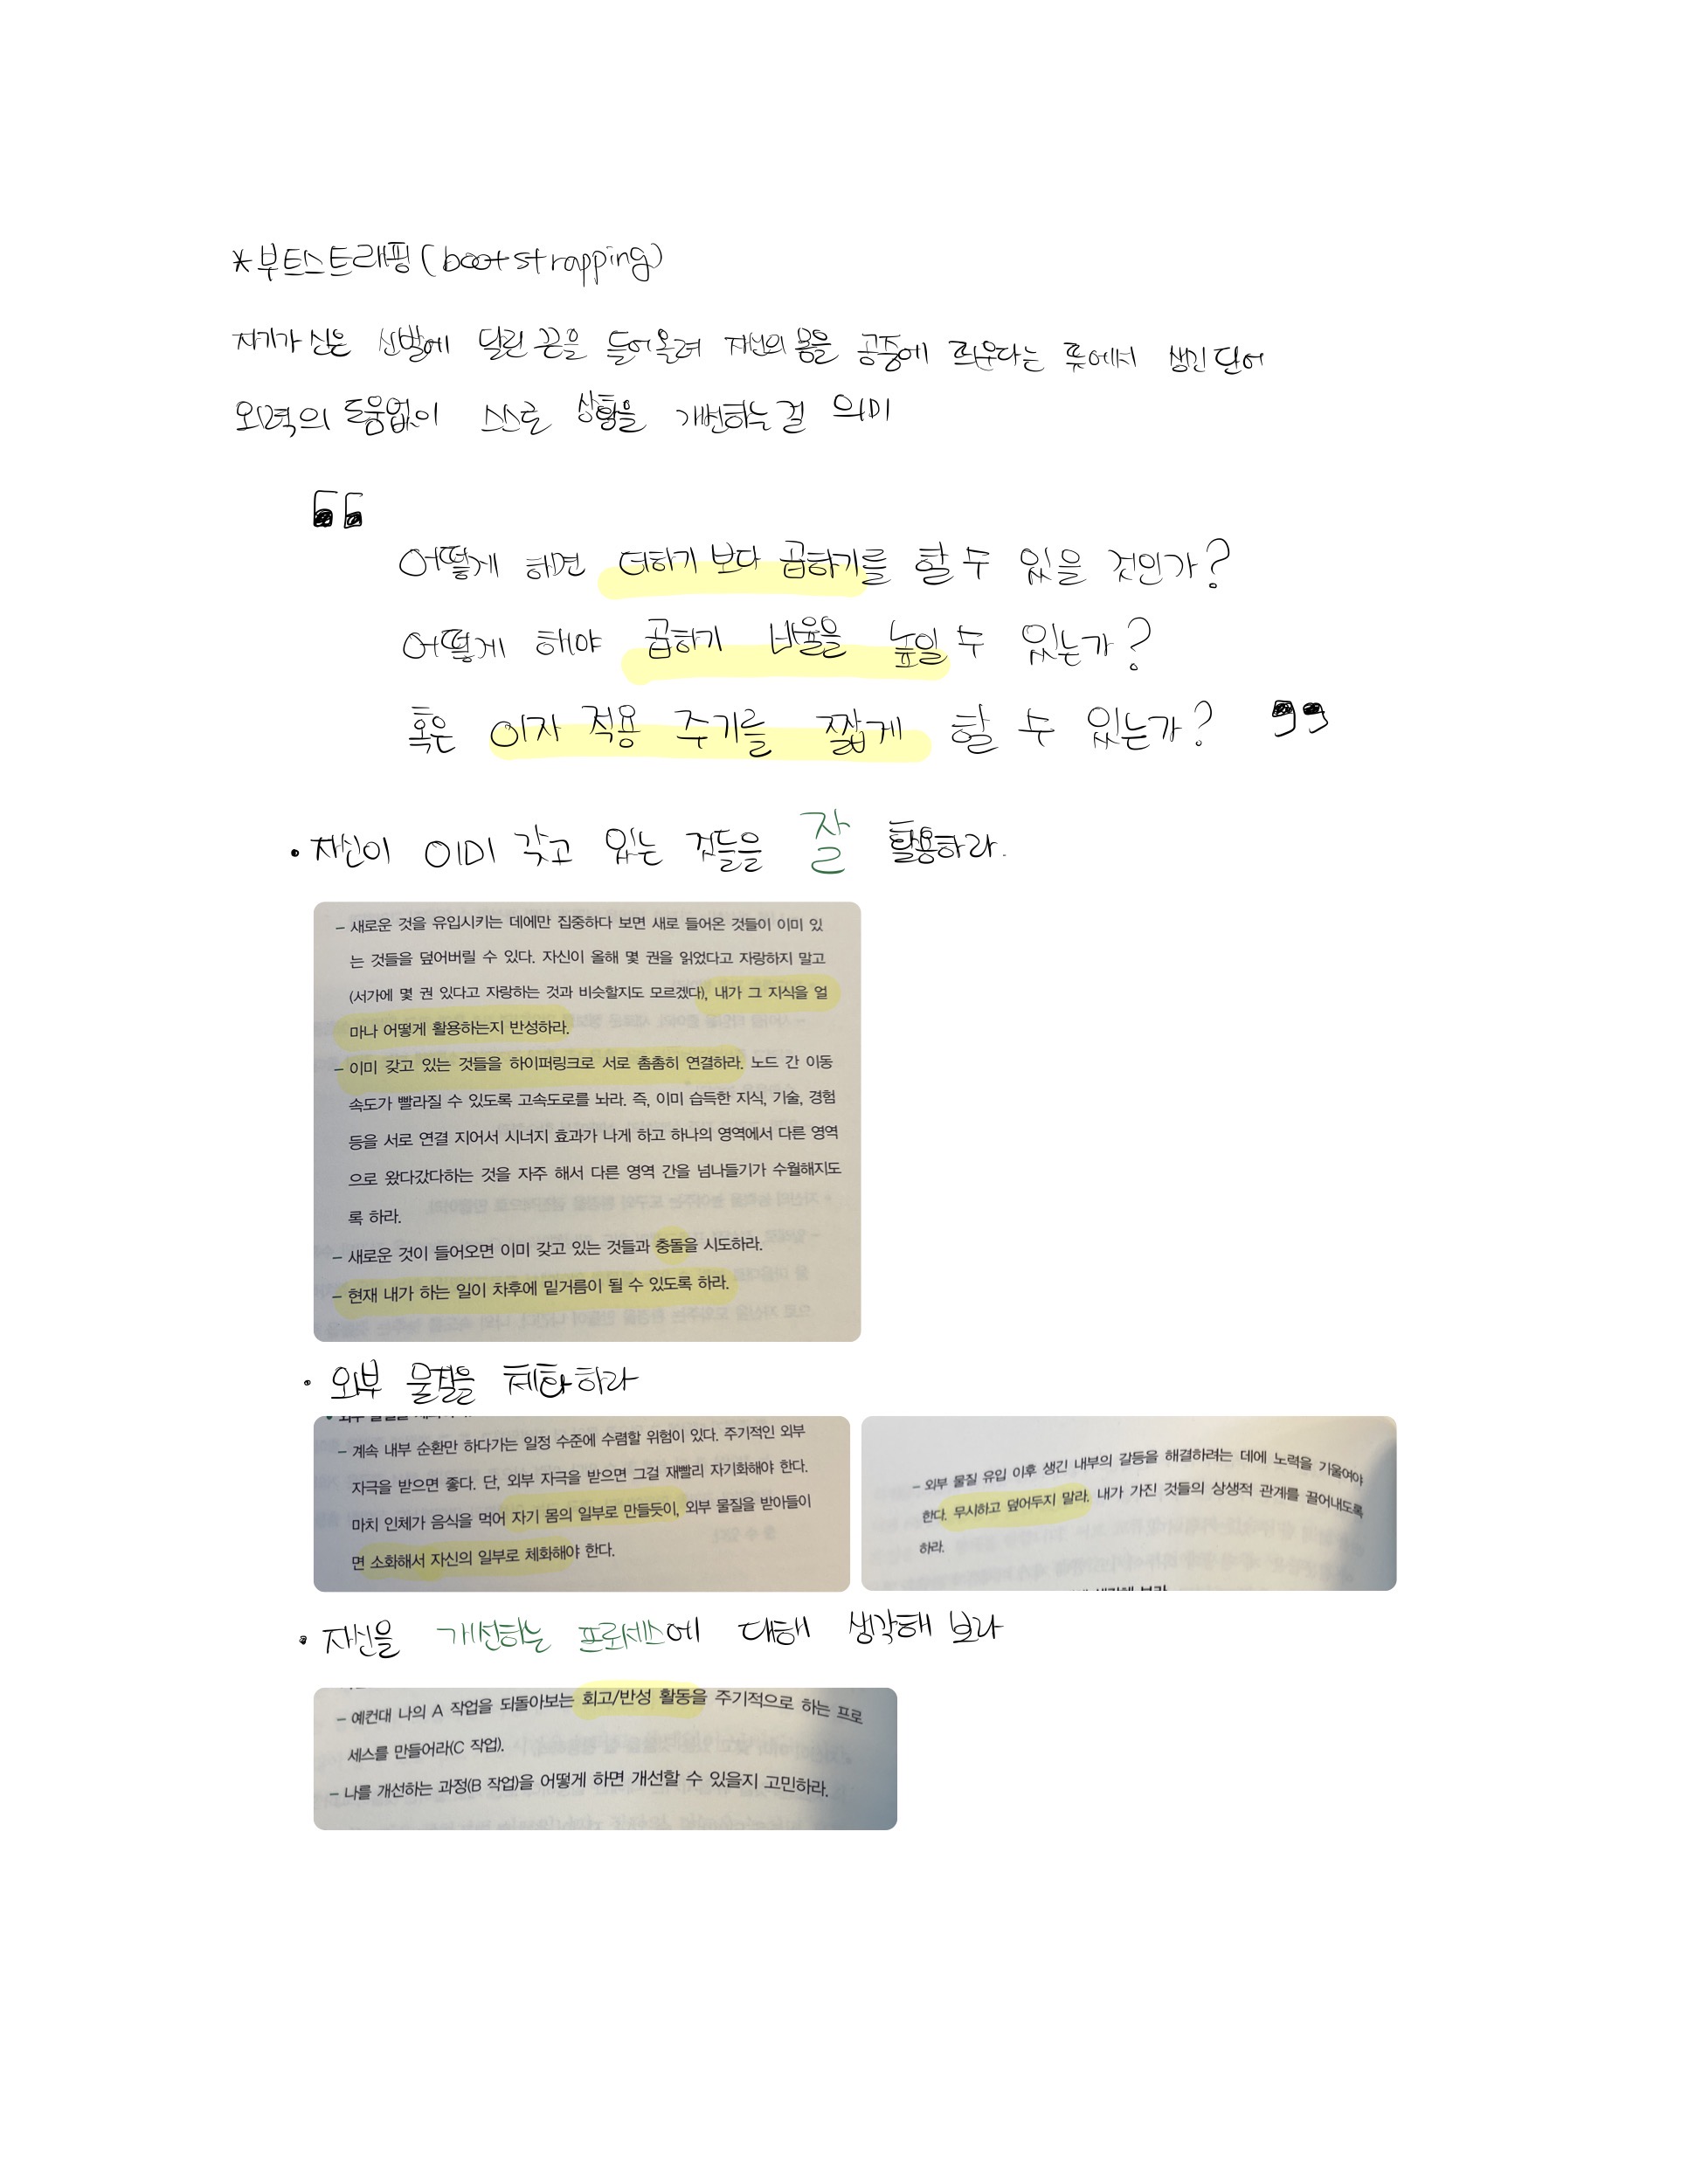 *부트스트래핑(bootstrapping)
자기가 신은 신발에 달린 끈을 들어올려 자신의 몸을 공중에 띄운다는 뜻에서 생긴 단어
외력의 도움없이 스스로 상황을 개변하는 걸 의미
“
어떻게 하면 더하기 보다 곱하기를 할 수 있을 것인가?
어떻게 해야 곱하기 비율을 높일 수 있는가?
혹은 이자 적용 주기를 짧게 할 수 있는가? ”
• 자신이 이미 갖고 있는 것들을 잘 활용하라.
– 새로운 것을 유입시키는 데에만 집중하다 보면 새로 들어온 것들이 이미 있
는 것들을 덮어버릴 수 있다. 자신이 올해 몇 권을 읽었다고 자랑하지 말고
(서가에 몇 권 있다고 자랑하는 것과 비슷할지도 모르겠다), 내가 그 지식을 얼
마나 어떻게 활용하는지 반성하라.
– 이미 갖고 있는 것들을 하이퍼링크로 서로 촘촘히 연결하라. 노드 간 이동
속도가 빨라질 수 있도록 고속도로를 놔라. 즉, 이미 습득한 지식, 기술, 경험
등을 서로 연결 지어서 시너지 효과가 나게 하고 하나의 영역에서 다른 영역
으로 왔다갔다하는 것을 자주 해서 다른 영역 간을 넘나들기가 수월해지도
록 하라.
– 새로운 것이 들어오면 이미 갖고 있는 것들과 충돌을 시도하라.
– 현재 내가 하는 일이 차후에 밑거름이 될 수 있도록 하라.
• 외부 물질을 체화하라
– 계속 내부 순환만 하다가는 일정 수준에 수렴할 위험이 있다. 주기적인 외부
자극을 받으면 좋다. 단, 외부 자극을 받으면 그걸 재빨리 자기화해야 한다.
마치 인체가 음식을 먹어 자기 몸의 일부로 만들듯이, 외부 물질을 받아들이
면 소화해서 자신의 일부로 체화해야 한다.
– 외부 물질 유입 이후 생긴 내부의 갈등을 해결하려는 데에 노력을 기울여야
한다. 무시하고 덮어두지 말라. 내가 가진 것들의 상생적 관계를 끌어내도록
하라.
• 자신을 개선하는 프로세스에 대해 생각해 보라
– 예컨대 나의 A 작업을 되돌아보는 회고/반성 활동을 주기적으로 하는 프로
세스를 만들어라(C 작업).
– 나를 개선하는 과정(B 작업)을 어떻게 하면 개선할 수 있을지 고민하라.